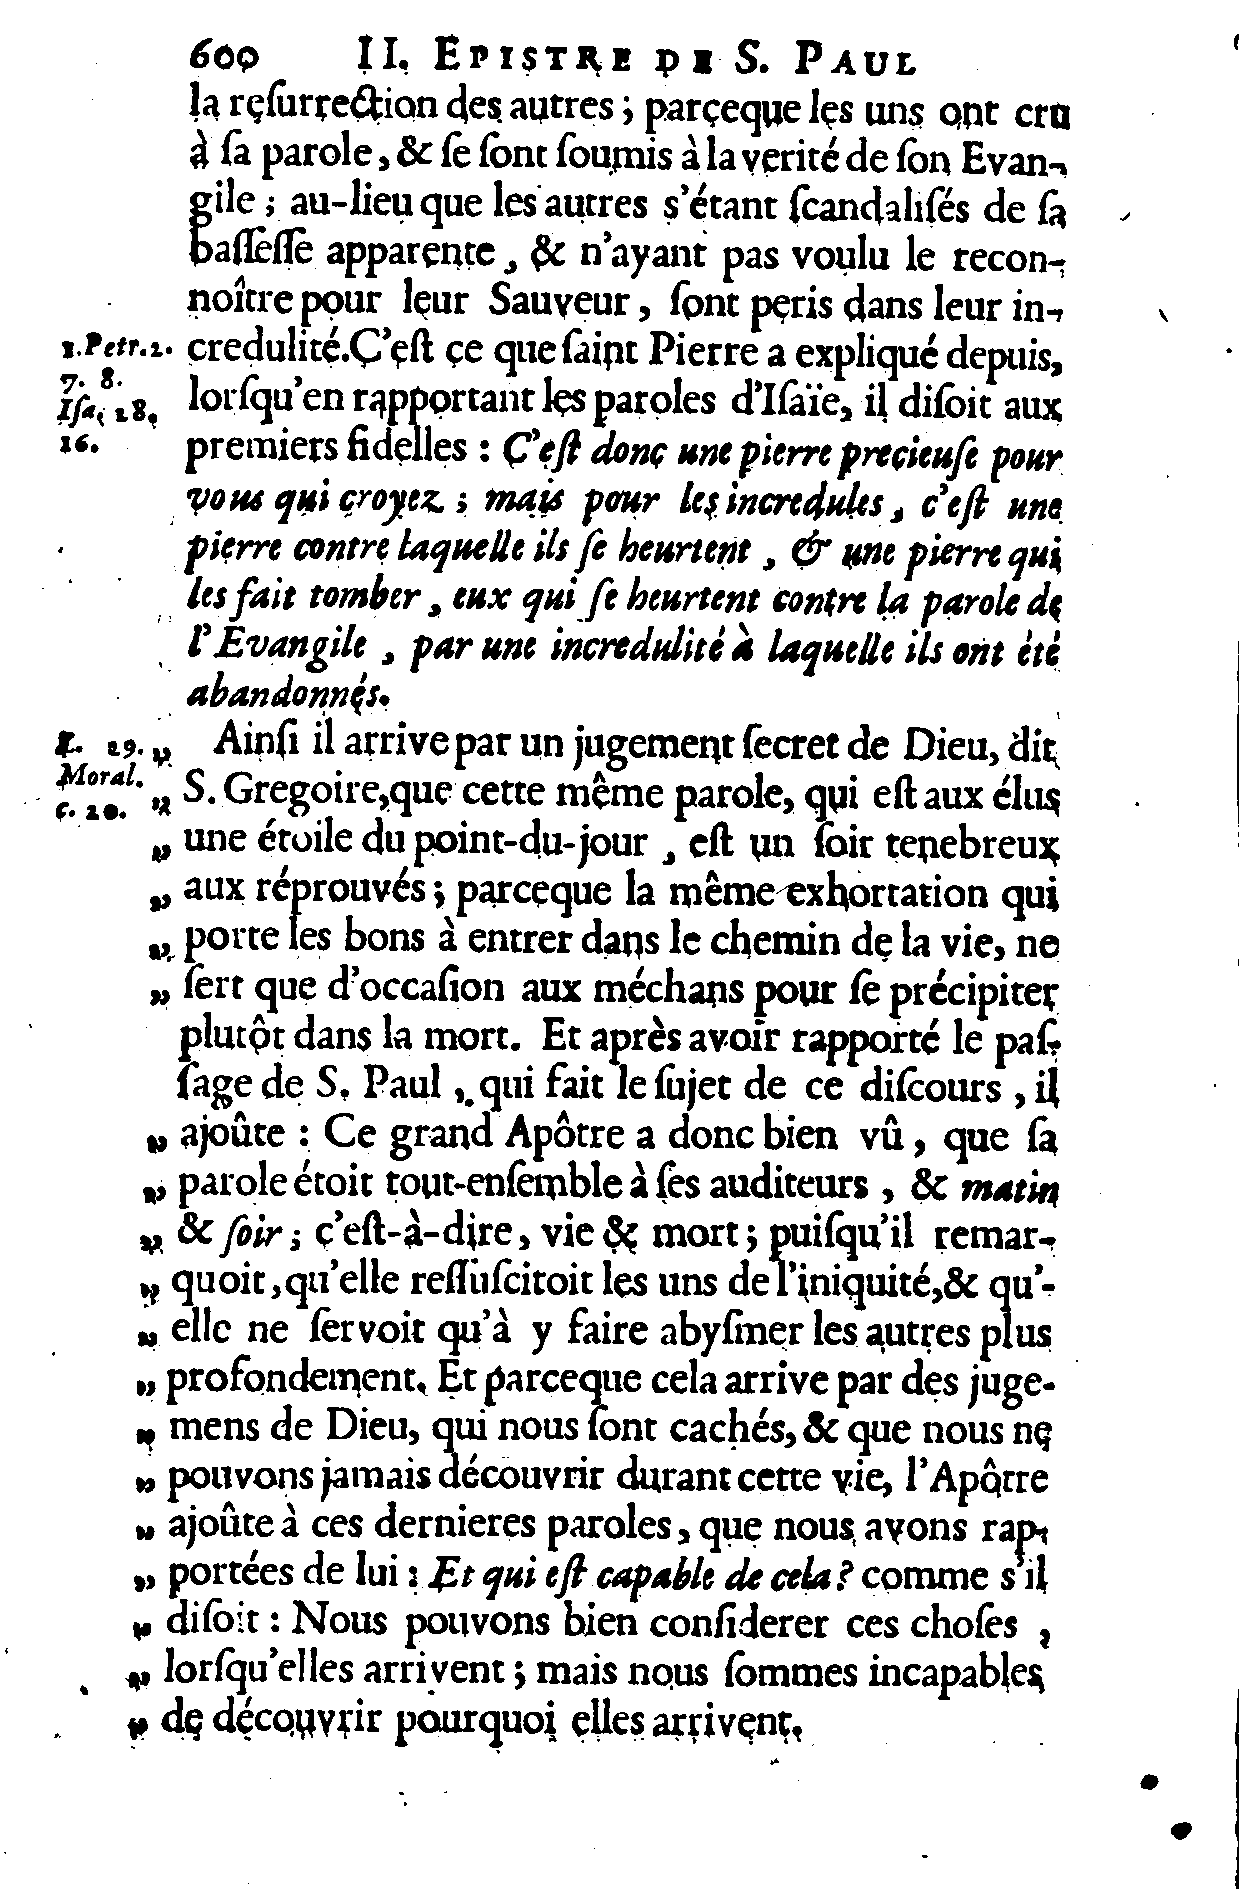 600 II. EPISTRE DE S. PAUL
la reſurrection des autres ; parceque les uns ont cru
à ſa parole, & ſe ſont ſoumis à la verité de ſon Evan-
gile ; au-lieu que les autres s'étant ſcandaliſés de ſa
baſſeſſe apparente, & n'ayant pas voulu le recon-
noître pour leur Sauveur, ſont peris dans leur in-
1.Petr.2. credulité. C'eſt ce que ſaint Pierre a expliqué depuis,
7. 8.
Iſa. 28. lorſqu'en rapportant les paroles d'Iſaïe, il diſoit aux
16. premiers fidelles : C'eſt donc une pierre precieuſe pour
vous qui croyez ; mais pour les incredules, c'eſt une
pierre contre laquelle ils ſe heurtent, & une pierre qui
les fait tomber, eux qui ſe heurtent contre la parole de
l'Evangile, par une incredulité à laquelle ils ont été
abandonnés.
L. 29. „ Ainſi il arrive par un jugement ſecret de Dieu, dit
Moral.
c. 20. „ S. Gregoire, que cette même parole, qui eſt aux élus
„ une étoile du point-du-jour, eſt un ſoir tenebreux
„ aux réprouvés ; parceque la même exhortation qui
„ porte les bons à entrer dans le chemin de la vie, ne
„ ſert que d'occaſion aux méchans pour ſe précipiter
plutôt dans la mort. Et après avoir rapporté le paſ-
ſage de S. Paul, qui fait le ſujet de ce diſcours, il
„ ajoûte : Ce grand Apôtre a donc bien vû, que ſa
„ parole étoit tout-enſemble à ſes auditeurs, & matin
„ & ſoir ; c'eſt-à-dire, vie & mort ; puiſqu'il remar-
„ quoit, qu'elle reſſuſcitoit les uns de l'iniquité, & qu'-
„ elle ne ſervoit qu'à y faire abyſmer les autres plus
„ profondement. Et parceque cela arrive par des juge-
„ mens de Dieu, qui nous ſont cachés, & que nous ne
„ pouvons jamais découvrir durant cette vie, l'Apôtre
„ ajoûte à ces dernieres paroles, que nous avons rap-
„ portées de lui : Et qui eſt capable de cela ? comme s'il
„ diſoit : Nous pouvons bien conſiderer ces choſes,
„ lorſqu'elles arrivent ; mais nous ſommes incapables
„ de découvrir pourquoi elles arrivent.